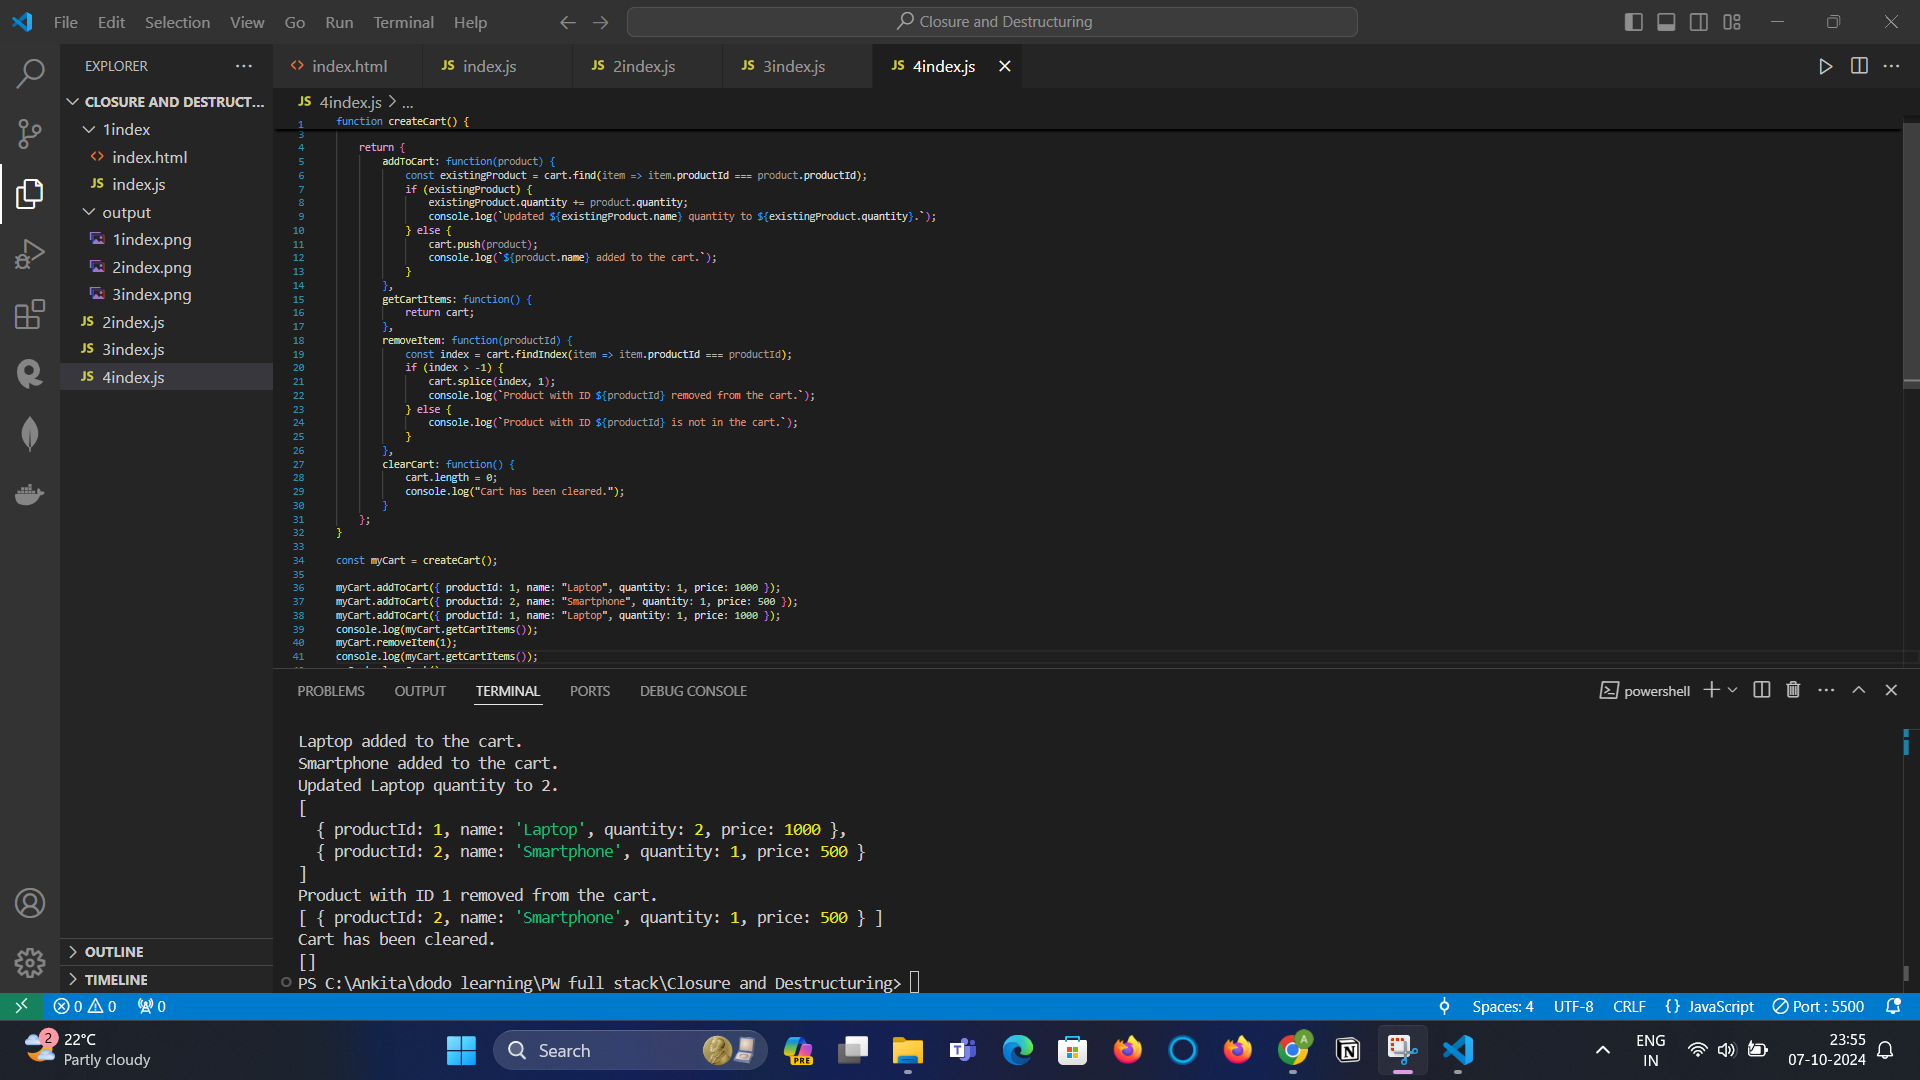 File Edit Selection View Go Run Terminal Help
Closure and Destructuring
EXPLORER
CLOSURE AND DESTRUCT...
1index
index.html
JS index.js
output
1index.png
2index.png
3index.png
JS 2index.js
JS 3index.js
JS 4index.js
OUTLINE
TIMELINE
index.html JS index.js JS 2index.js JS 3index.js JS 4index.js
JS 4index.js > ...
1 function createCart() {
3
4 return {
5 addToCart: function(product) {
6 const existingProduct = cart.find(item => item.productId === product.productId);
7 if (existingProduct) {
8 existingProduct.quantity += product.quantity;
9 console.log(`Updated ${existingProduct.name} quantity to ${existingProduct.quantity}.`);
10 } else {
11 cart.push(product);
12 console.log(`${product.name} added to the cart.`);
13 }
14 },
15 getCartItems: function() {
16 return cart;
17 },
18 removeItem: function(productId) {
19 const index = cart.findIndex(item => item.productId === productId);
20 if (index > -1) {
21 cart.splice(index, 1);
22 console.log(`Product with ID ${productId} removed from the cart.`);
23 } else {
24 console.log(`Product with ID ${productId} is not in the cart.`);
25 }
26 },
27 clearCart: function() {
28 cart.length = 0;
29 console.log("Cart has been cleared.");
30 }
31 };
32 }
33
34 const myCart = createCart();
35
36 myCart.addToCart({ productId: 1, name: "Laptop", quantity: 1, price: 1000 });
37 myCart.addToCart({ productId: 2, name: "Smartphone", quantity: 1, price: 500 });
38 myCart.addToCart({ productId: 1, name: "Laptop", quantity: 1, price: 1000 });
39 console.log(myCart.getCartItems());
40 myCart.removeItem(1);
41 console.log(myCart.getCartItems());
PROBLEMS OUTPUT TERMINAL PORTS DEBUG CONSOLE
powershell
Laptop added to the cart.
Smartphone added to the cart.
Updated Laptop quantity to 2.
[
{ productId: 1, name: 'Laptop', quantity: 2, price: 1000 },
{ productId: 2, name: 'Smartphone', quantity: 1, price: 500 }
]
Product with ID 1 removed from the cart.
[ { productId: 2, name: 'Smartphone', quantity: 1, price: 500 } ]
Cart has been cleared.
[]
PS C:\Ankita\dodo learning\PW full stack\Closure and Destructuring>
0 0 0
Spaces: 4 UTF-8 CRLF {} JavaScript Port : 5500
2
22°C
Partly cloudy
Search
PRE
A
ENG
IN
23:55
07-10-2024